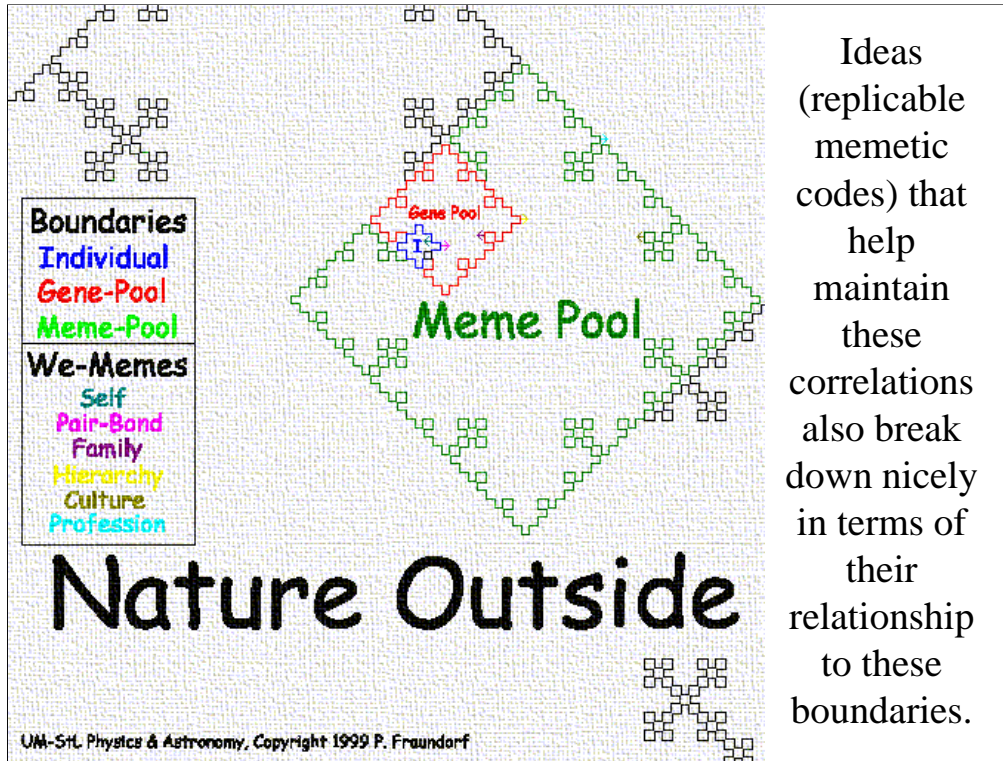 Gene Pool
I
Meme Pool
Boundaries
Individual
Gene-Pool
Meme-Pool
We-Memes
Self
Pair-Bond
Family
Hierarchy
Culture
Profession
Nature Outside
UM-StL Physics & Astronomy, Copyright 1999 P. Fraundorf
Ideas
(replicable
memetic
codes) that
help
maintain
these
correlations
also break
down nicely
in terms of
their
relationship
to these
boundaries.